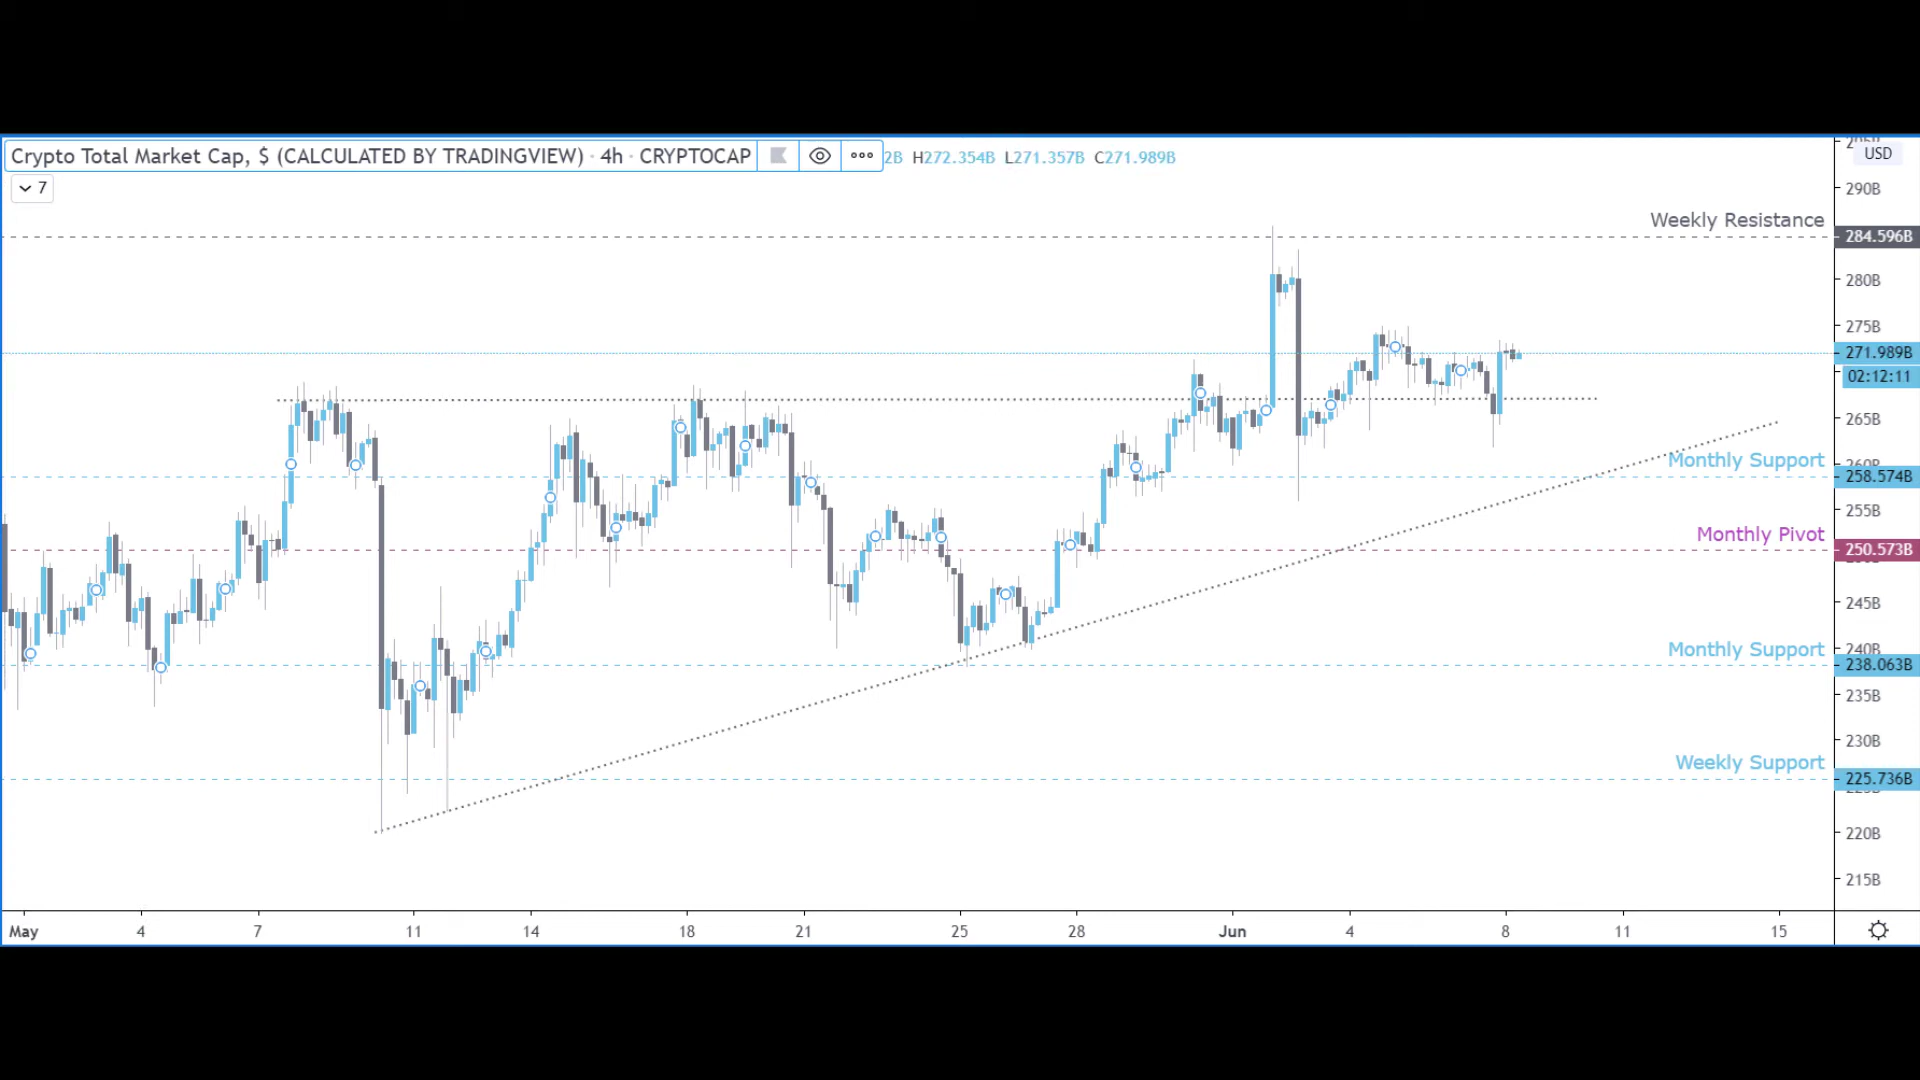 Crypto Total Market Cap, $ (CALCULATED BY TRADINGVIEW) · 4h · CRYPTOCAP 2B H272.354B L271.357B C271.989B
7
USD
290B
Weekly Resistance
284.596B
280B
275B
271.989B
02:12:11
265B
Monthly Support
258.574B
255B
Monthly Pivot
250.573B
245B
240B
Monthly Support
238.063B
235B
230B
Weekly Support
225.736B
220B
215B
May 4 7 11 14 18 21 25 28 Jun 4 8 11 15